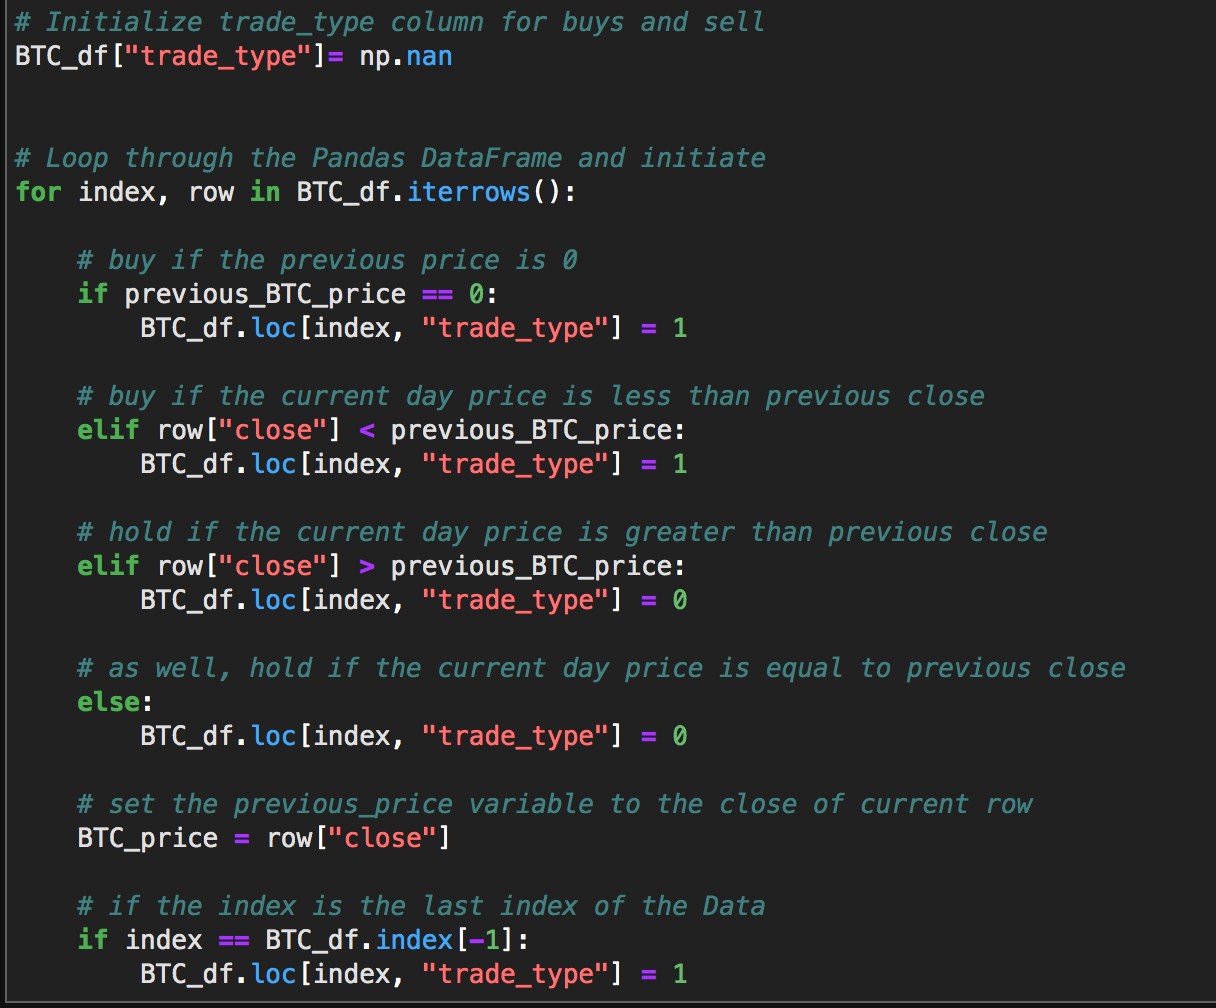 # Initialize trade_type column for buys and sell
BTC_df["trade_type"]= np.nan
# Loop through the Pandas DataFrame and initiate
for index, row in BTC_df.iterrows():
# buy if the previous price is 0
if previous_BTC_price == 0:
BTC_df.loc[index, "trade_type"] = 1
# buy if the current day price is less than previous close
elif row["close"] < previous_BTC_price:
BTC_df.loc[index, "trade_type"] = 1
# hold if the current day price is greater than previous close
elif row["close"] > previous_BTC_price:
BTC_df.loc[index, "trade_type"] = 0
# as well, hold if the current day price is equal to previous close
else:
BTC_df.loc[index, "trade_type"] = 0
# set the previous_price variable to the close of current row
BTC_price = row["close"]
# if the index is the last index of the Data
if index == BTC_df.index[-1]:
BTC_df.loc[index, "trade_type"] = 1